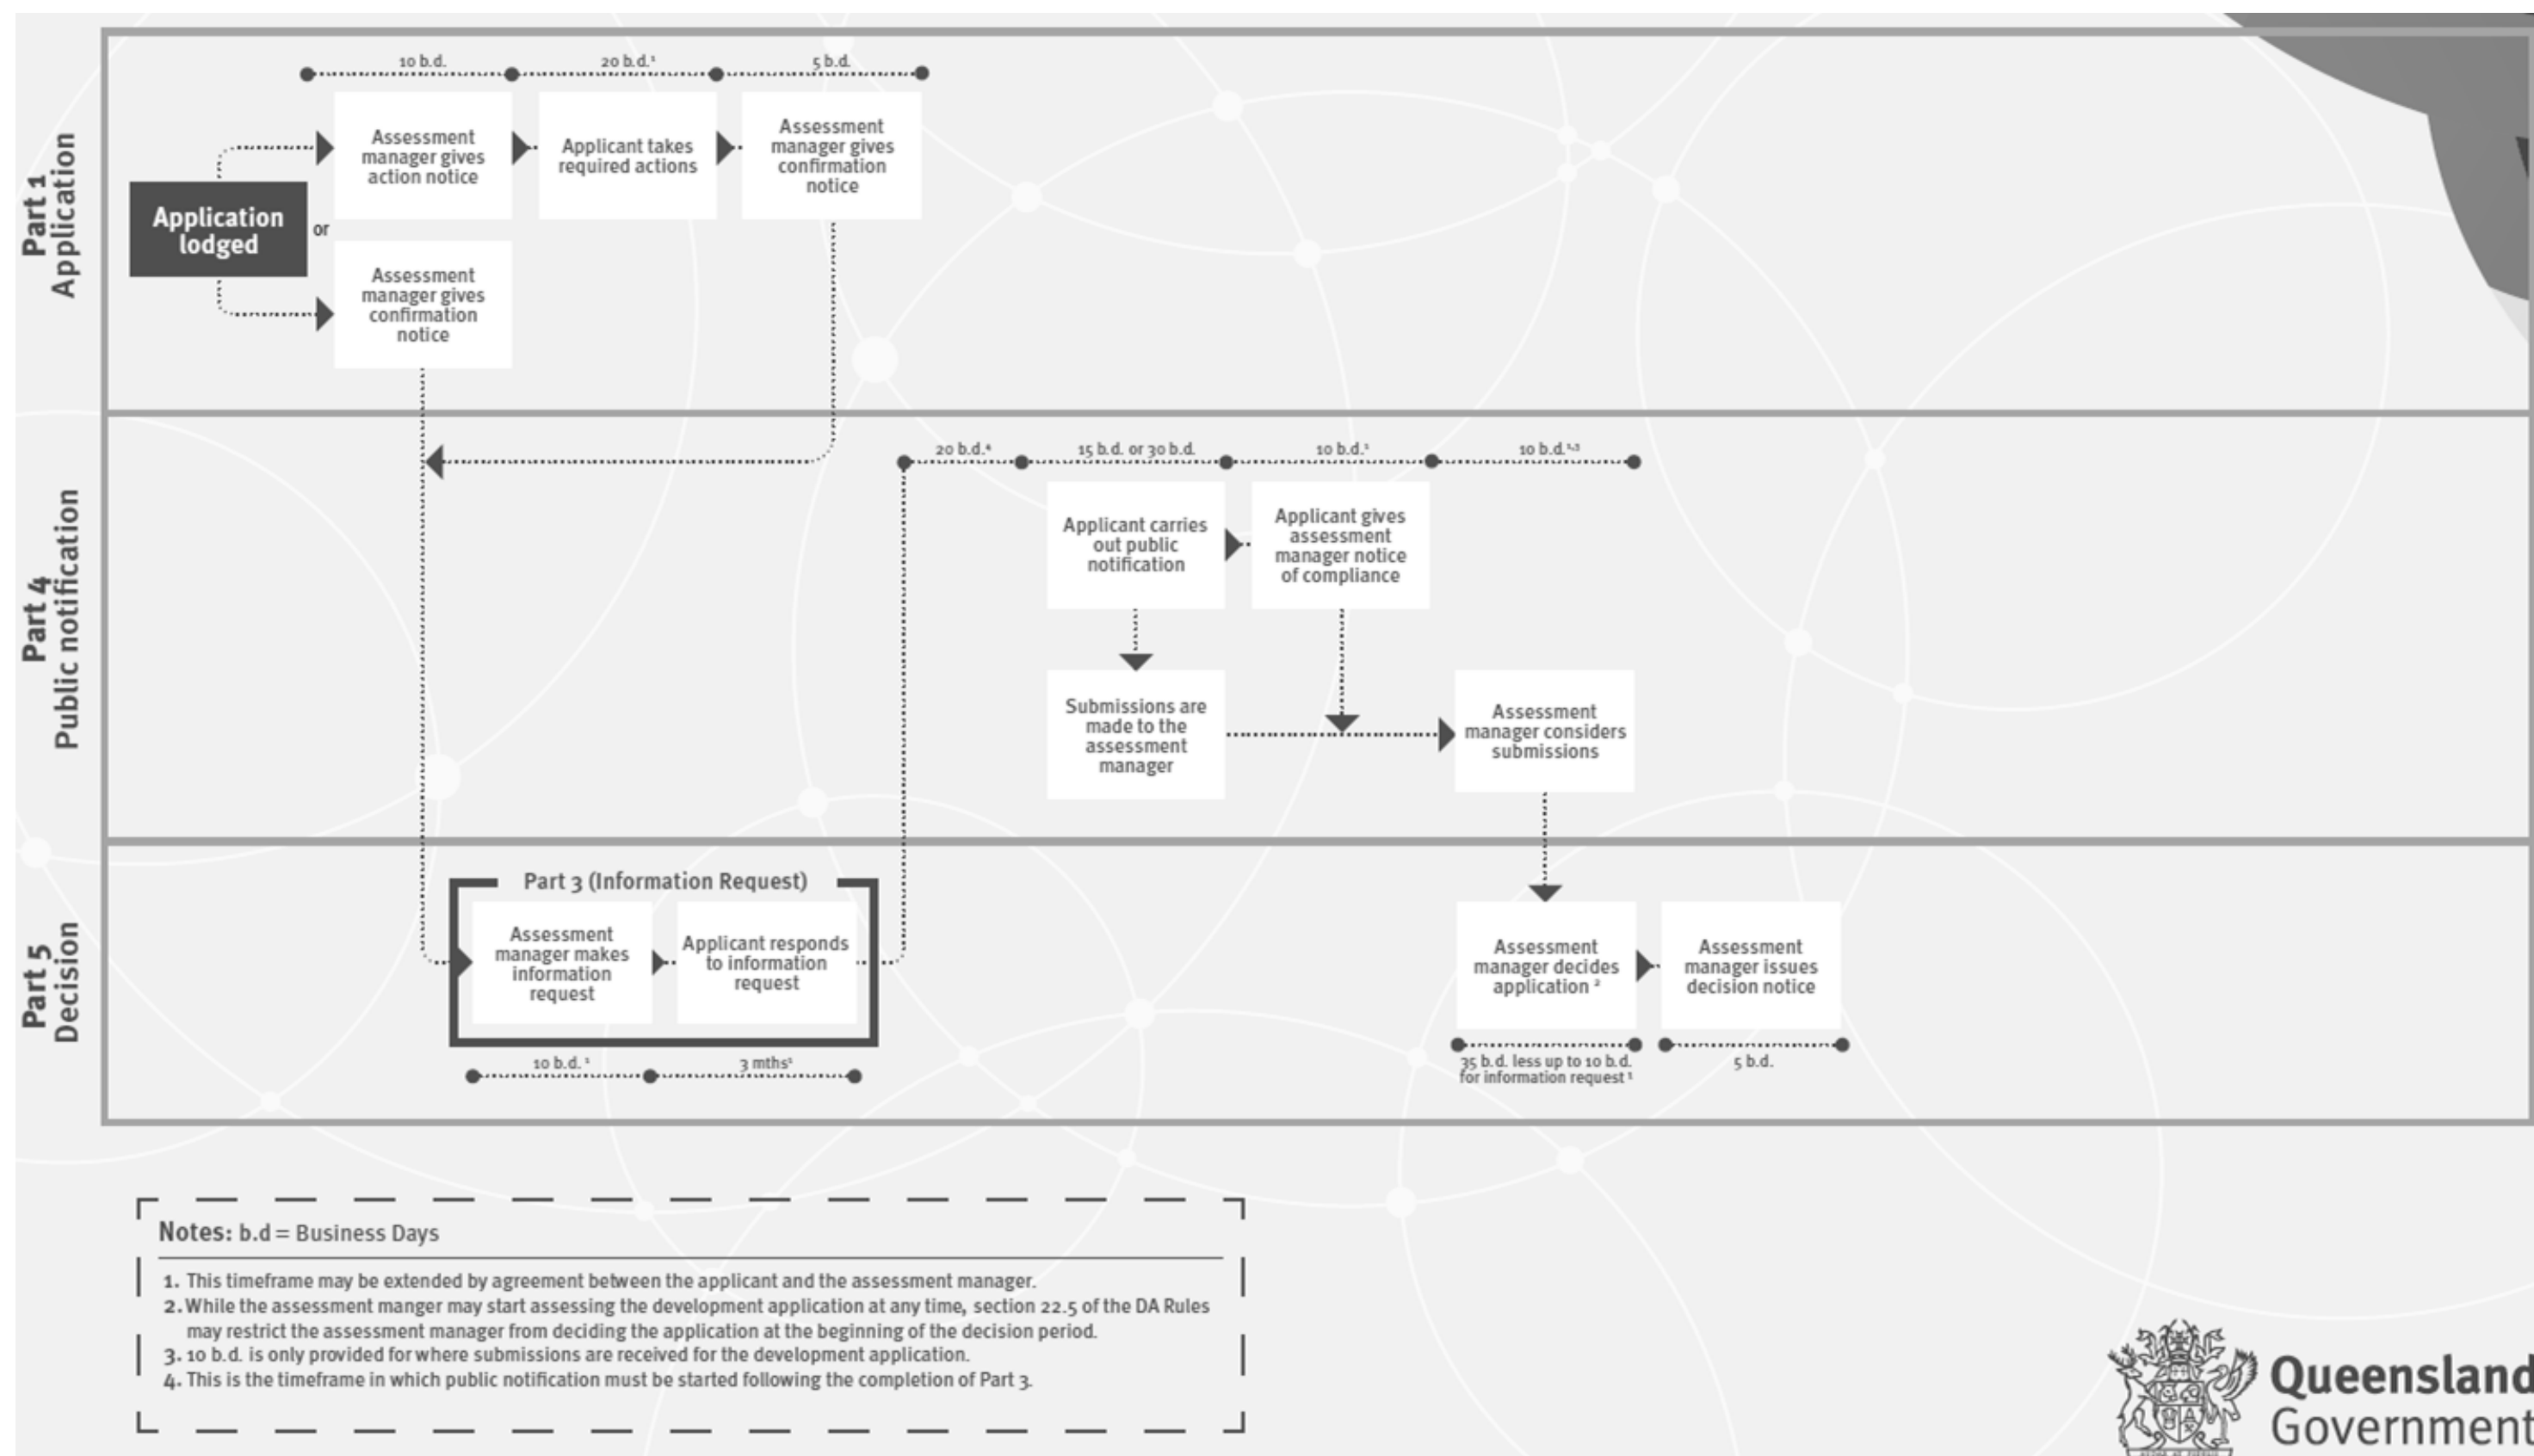 Part 1
Application
10 b.d.
20 b.d.¹
5 b.d.
Application
lodged
or
Assessment
manager gives
action notice
Applicant takes
required actions
Assessment
manager gives
confirmation
notice
Assessment
manager gives
confirmation
notice
Part 4
Public notification
20 b.d.⁴
15 b.d. or 30 b.d.
10 b.d.¹
10 b.d.¹,³
Applicant carries
out public
notification
Applicant gives
assessment
manager notice
of compliance
Submissions are
made to the
assessment
manager
Assessment
manager considers
submissions
Part 5
Decision
Part 3 (Information Request)
Assessment
manager makes
information
request
Applicant responds
to information
request
10 b.d. ¹
3 mths¹
Assessment
manager decides
application ²
Assessment
manager issues
decision notice
35 b.d. less up to 10 b.d.
for information request ¹
5 b.d.
Notes: b.d = Business Days
1. This timeframe may be extended by agreement between the applicant and the assessment manager.
2. While the assessment manger may start assessing the development application at any time, section 22.5 of the DA Rules
may restrict the assessment manager from deciding the application at the beginning of the decision period.
3. 10 b.d. is only provided for where submissions are received for the development application.
4. This is the timeframe in which public notification must be started following the completion of Part 3.
Queensland
Government